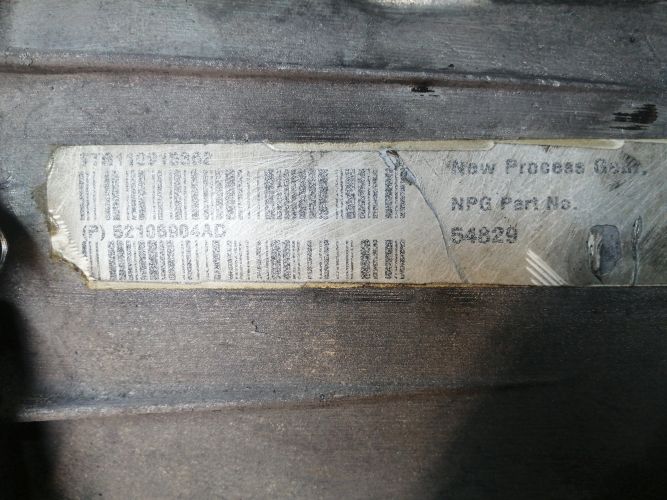 (P) 52105904AC
New Process Gear,
NPG Part No.
54829